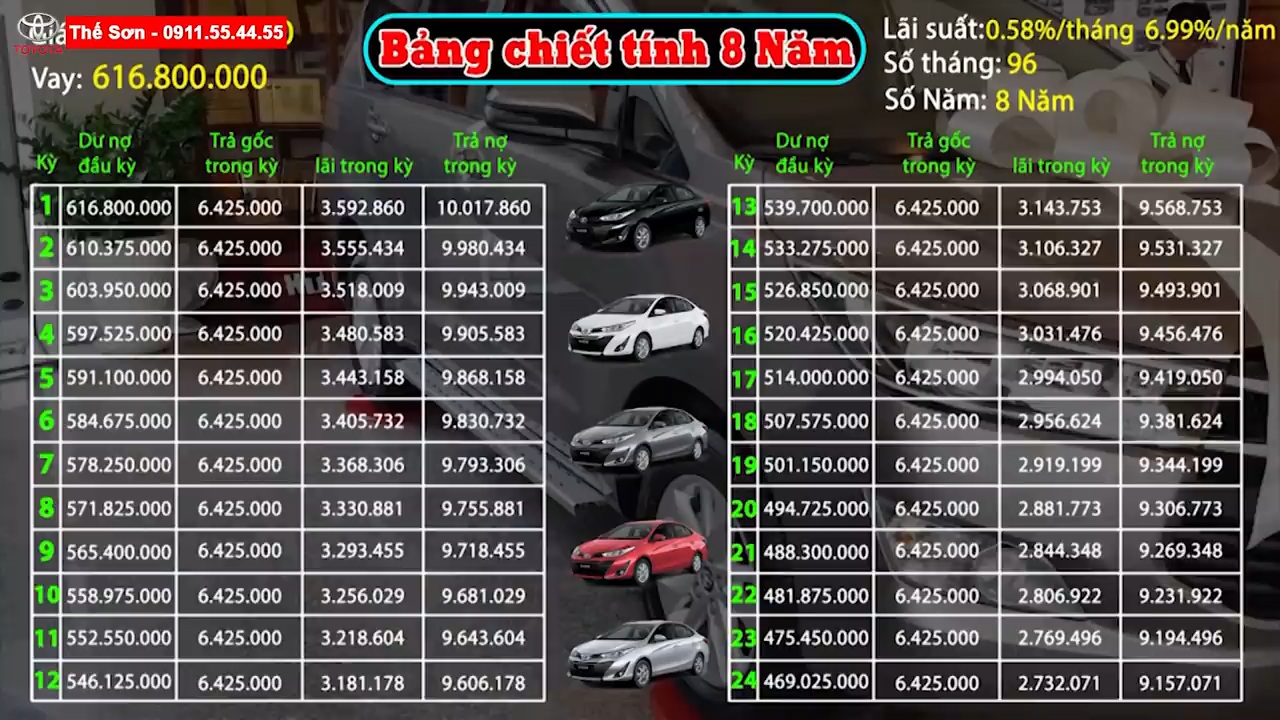 Thế Sơn - 0911.55.44.55
TOYOTA
Vay: 616.800.000
Bảng chiết tính 8 Năm
Lãi suất:0.58%/tháng 6.99%/năm
Số tháng: 96
Số Năm: 8 Năm
Kỳ Dư nợ đầu kỳ Trả gốc trong kỳ lãi trong kỳ Trả nợ trong kỳ
1 616.800.000 6.425.000 3.592.860 10.017.860
2 610.375.000 6.425.000 3.555.434 9.980.434
3 603.950.000 6.425.000 3.518.009 9.943.009
4 597.525.000 6.425.000 3.480.583 9.905.583
5 591.100.000 6.425.000 3.443.158 9.868.158
6 584.675.000 6.425.000 3.405.732 9.830.732
7 578.250.000 6.425.000 3.368.306 9.793.306
8 571.825.000 6.425.000 3.330.881 9.755.881
9 565.400.000 6.425.000 3.293.455 9.718.455
10 558.975.000 6.425.000 3.256.029 9.681.029
11 552.550.000 6.425.000 3.218.604 9.643.604
12 546.125.000 6.425.000 3.181.178 9.606.178
Kỳ Dư nợ đầu kỳ Trả gốc trong kỳ lãi trong kỳ Trả nợ trong kỳ
13 539.700.000 6.425.000 3.143.753 9.568.753
14 533.275.000 6.425.000 3.106.327 9.531.327
15 526.850.000 6.425.000 3.068.901 9.493.901
16 520.425.000 6.425.000 3.031.476 9.456.476
17 514.000.000 6.425.000 2.994.050 9.419.050
18 507.575.000 6.425.000 2.956.624 9.381.624
19 501.150.000 6.425.000 2.919.199 9.344.199
20 494.725.000 6.425.000 2.881.773 9.306.773
21 488.300.000 6.425.000 2.844.348 9.269.348
22 481.875.000 6.425.000 2.806.922 9.231.922
23 475.450.000 6.425.000 2.769.496 9.194.496
24 469.025.000 6.425.000 2.732.071 9.157.071